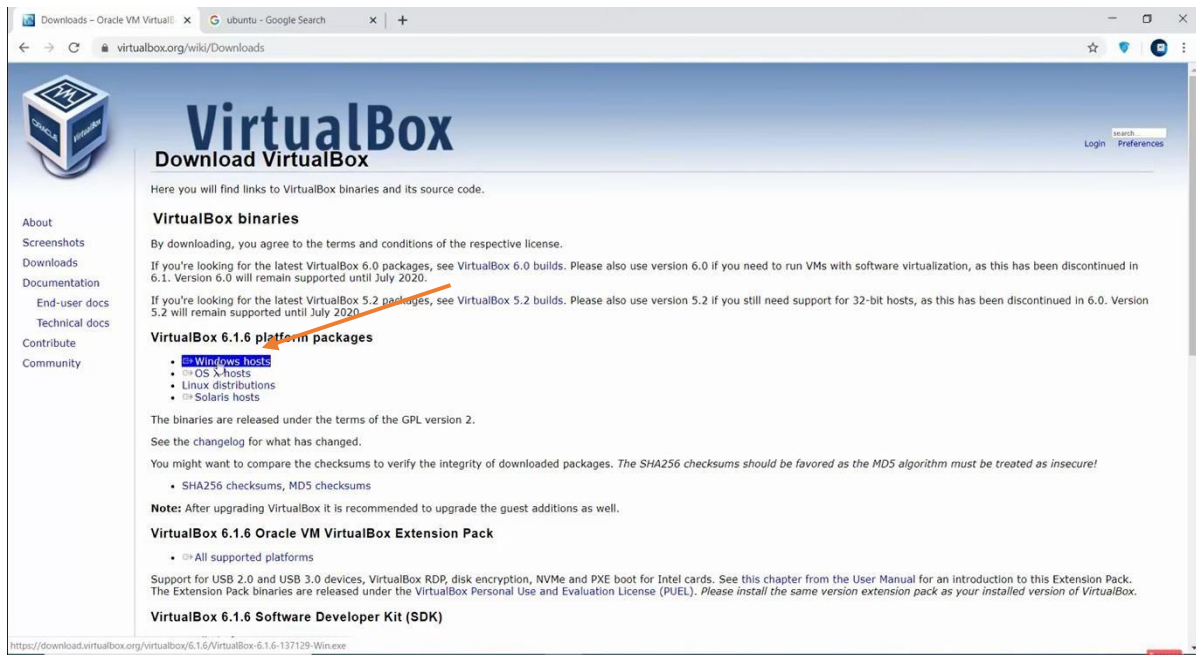 Downloads – Oracle VM VirtualB
ubuntu - Google Search
virtualbox.org/wiki/Downloads
ORACLE
VM
VirtualBox
VirtualBox
search...
Login Preferences
Download VirtualBox
Here you will find links to VirtualBox binaries and its source code.
About
Screenshots
Downloads
Documentation
End-user docs
Technical docs
Contribute
Community
VirtualBox binaries
By downloading, you agree to the terms and conditions of the respective license.
If you're looking for the latest VirtualBox 6.0 packages, see VirtualBox 6.0 builds. Please also use version 6.0 if you need to run VMs with software virtualization, as this has been discontinued in
6.1. Version 6.0 will remain supported until July 2020.
If you're looking for the latest VirtualBox 5.2 packages, see VirtualBox 5.2 builds. Please also use version 5.2 if you still need support for 32-bit hosts, as this has been discontinued in 6.0. Version
5.2 will remain supported until July 2020.
VirtualBox 6.1.6 platform packages
Windows hosts
OS X hosts
Linux distributions
Solaris hosts
The binaries are released under the terms of the GPL version 2.
See the changelog for what has changed.
You might want to compare the checksums to verify the integrity of downloaded packages. The SHA256 checksums should be favored as the MD5 algorithm must be treated as insecure!
SHA256 checksums, MD5 checksums
Note: After upgrading VirtualBox it is recommended to upgrade the guest additions as well.
VirtualBox 6.1.6 Oracle VM VirtualBox Extension Pack
All supported platforms
Support for USB 2.0 and USB 3.0 devices, VirtualBox RDP, disk encryption, NVMe and PXE boot for Intel cards. See this chapter from the User Manual for an introduction to this Extension Pack.
The Extension Pack binaries are released under the VirtualBox Personal Use and Evaluation License (PUEL). Please install the same version extension pack as your installed version of VirtualBox.
VirtualBox 6.1.6 Software Developer Kit (SDK)
https://download.virtualbox.org/virtualbox/6.1.6/VirtualBox-6.1.6-137129-Win.exe